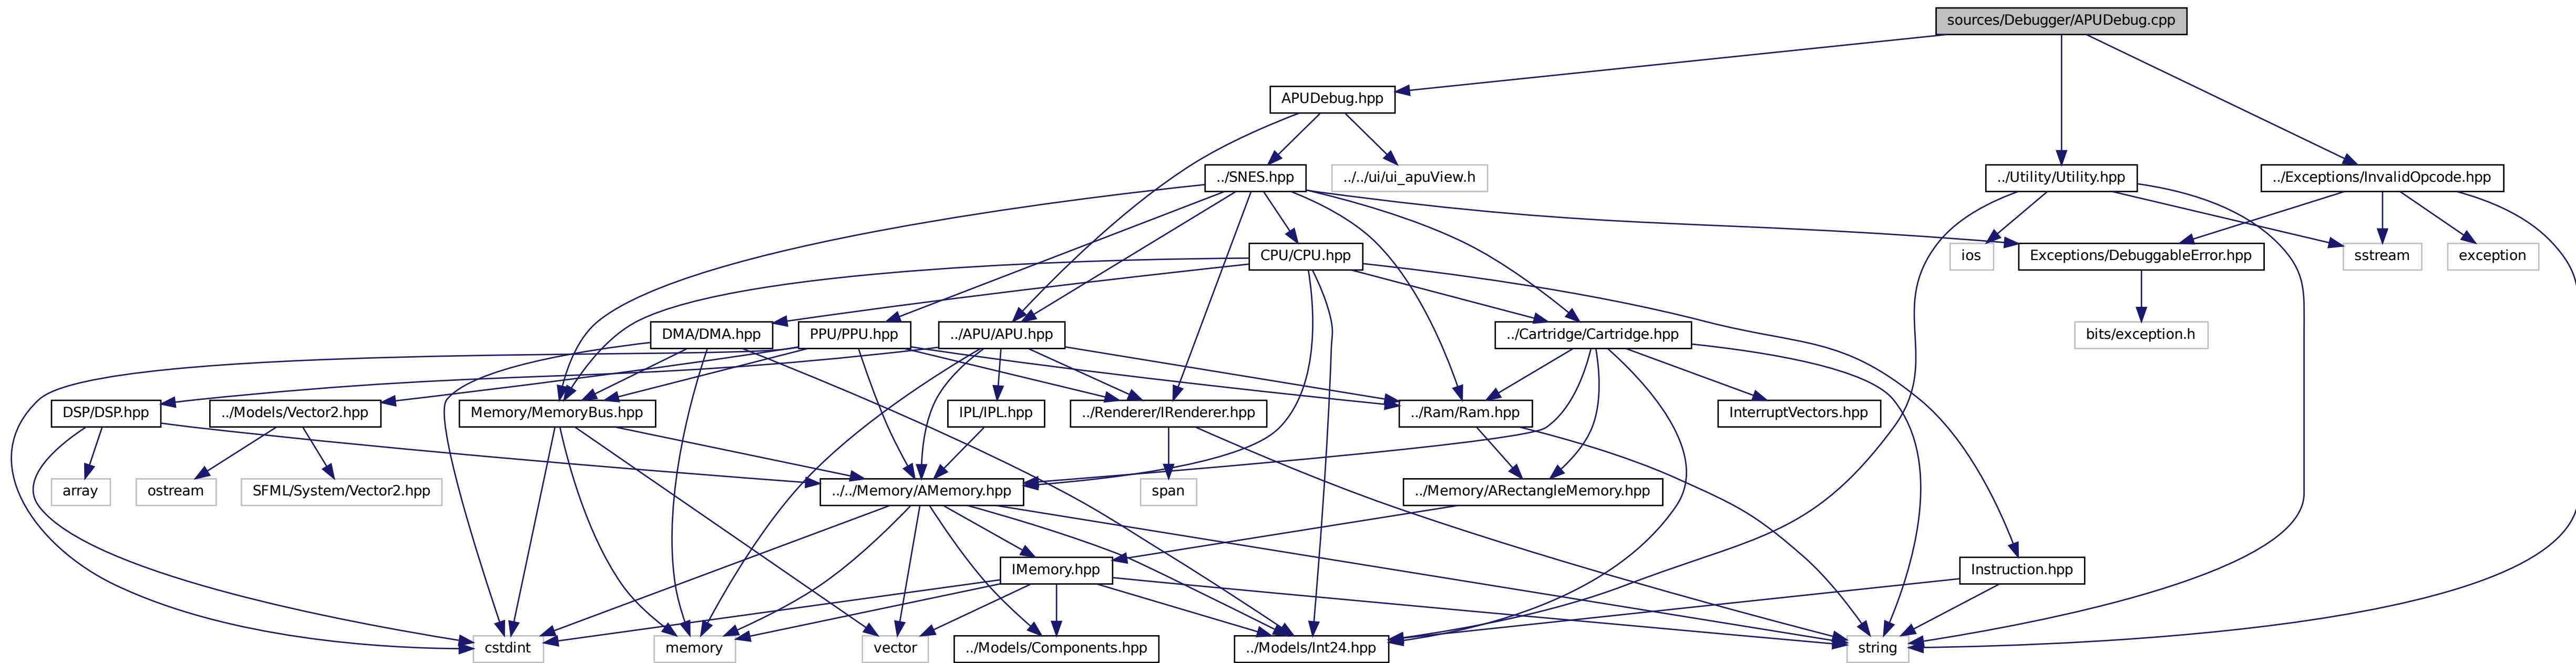 sources/Debugger/APUDebug.cpp
APUDebug.hpp
../SNES.hpp
../../ui/ui_apuView.h
../Utility/Utility.hpp
../Exceptions/InvalidOpcode.hpp
CPU/CPU.hpp
ios
Exceptions/DebuggableError.hpp
sstream
exception
DMA/DMA.hpp
PPU/PPU.hpp
../APU/APU.hpp
../Cartridge/Cartridge.hpp
bits/exception.h
DSP/DSP.hpp
../Models/Vector2.hpp
Memory/MemoryBus.hpp
IPL/IPL.hpp
../Renderer/IRenderer.hpp
../Ram/Ram.hpp
InterruptVectors.hpp
array
ostream
SFML/System/Vector2.hpp
../../Memory/AMemory.hpp
span
../Memory/ARectangleMemory.hpp
IMemory.hpp
Instruction.hpp
cstdint
memory
vector
../Models/Components.hpp
../Models/Int24.hpp
string